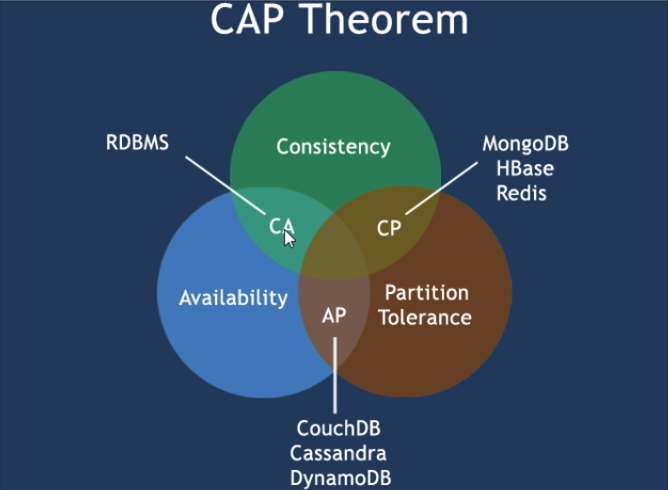 CAP Theorem
RDBMS
Consistency
MongoDB
HBase
Redis
CA
CP
Availability
Partition
Tolerance
AP
CouchDB
Cassandra
DynamoDB